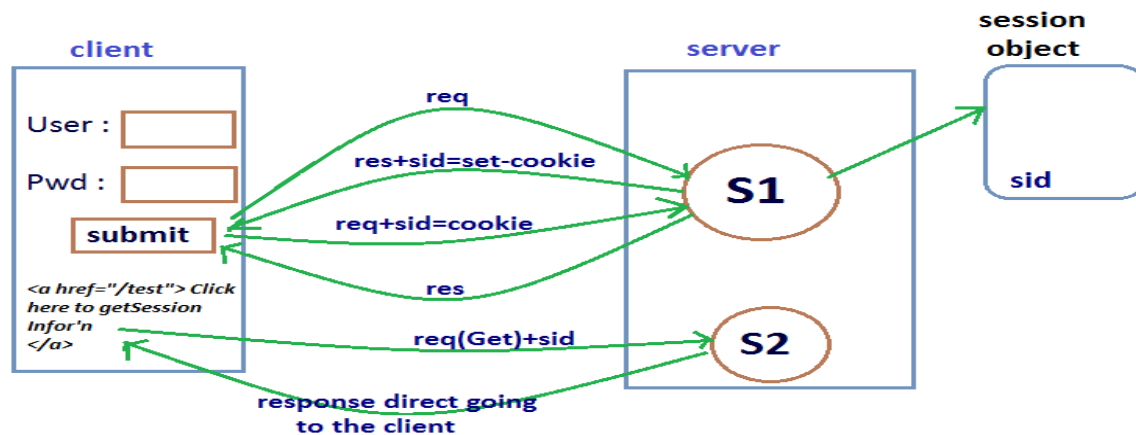 client
server
session
object
User :
Pwd :
submit
<a href="/test"> Click
here to getSession
Infor'n
</a>
req
res+sid=set-cookie
req+sid=cookie
res
req(Get)+sid
response direct going
to the client
S1
S2
sid